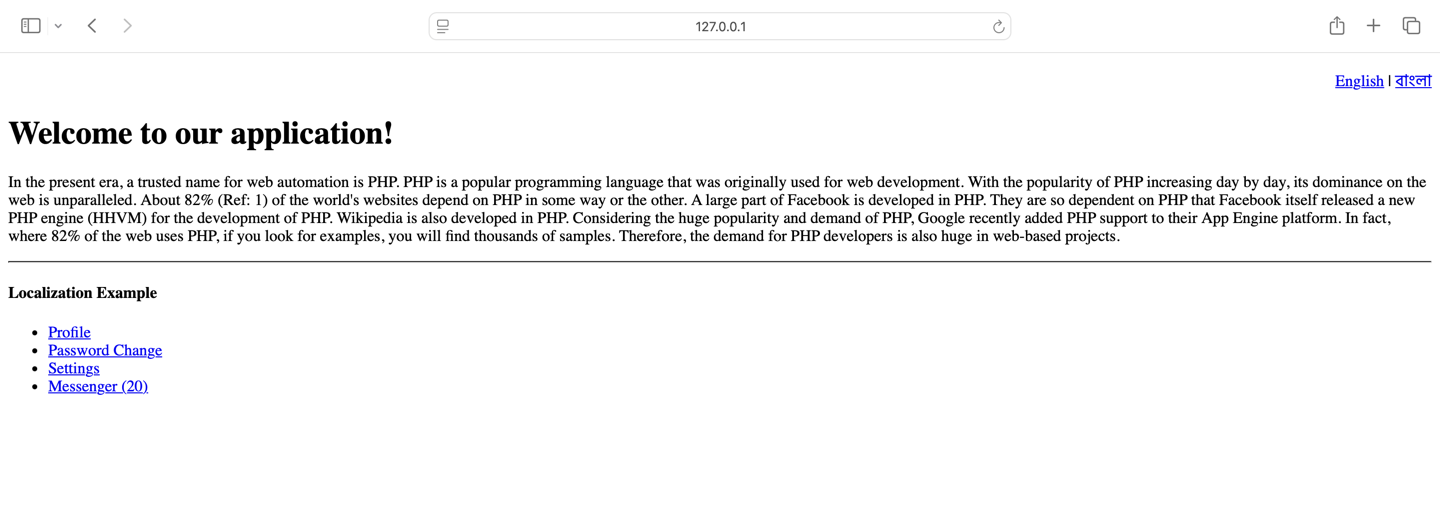 127.0.0.1
English | বাংলা
Welcome to our application!
In the present era, a trusted name for web automation is PHP. PHP is a popular programming language that was originally used for web development. With the popularity of PHP increasing day by day, its dominance on the
web is unparalleled. About 82% (Ref: 1) of the world's websites depend on PHP in some way or the other. A large part of Facebook is developed in PHP. They are so dependent on PHP that Facebook itself released a new
PHP engine (HHVM) for the development of PHP. Wikipedia is also developed in PHP. Considering the huge popularity and demand of PHP, Google recently added PHP support to their App Engine platform. In fact,
where 82% of the web uses PHP, if you look for examples, you will find thousands of samples. Therefore, the demand for PHP developers is also huge in web-based projects.
Localization Example
• Profile
• Password Change
• Settings
• Messenger (20)